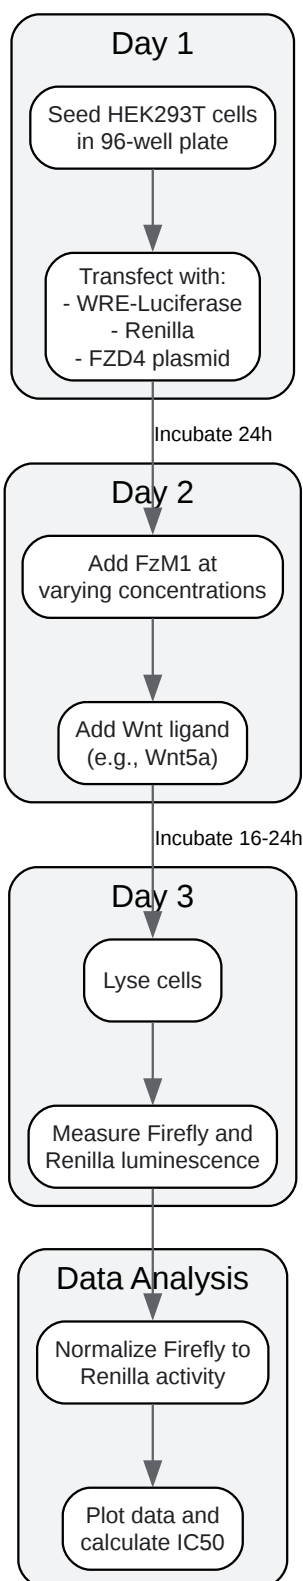 Day 1
Seed HEK293T cells
in 96-well plate
Transfect with:
- WRE-Luciferase
- Renilla
- FZD4 plasmid
Incubate 24h
Day 2
Add FzM1 at
varying concentrations
Add Wnt ligand
(e.g., Wnt5a)
Incubate 16-24h
Day 3
Lyse cells
Measure Firefly and
Renilla luminescence
Data Analysis
Normalize Firefly to
Renilla activity
Plot data and
calculate IC50